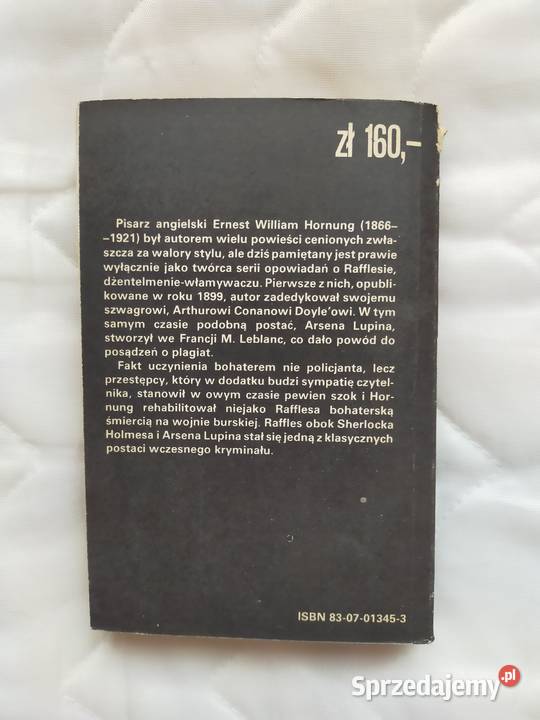 zł 160,–
Pisarz angielski Ernest William Hornung (1866–
–1921) był autorem wielu powieści cenionych zwła-
szcza za walory stylu, ale dziś pamiętany jest prawie
wyłącznie jako twórca serii opowiadań o Rafflesie,
dżentelmenie-włamywaczu. Pierwsze z nich, opubli-
kowane w roku 1899, autor zadedykował swojemu
szwagrowi, Arthurowi Conanowi Doyle'owi. W tym
samym czasie podobną postać, Arsena Lupina,
stworzył we Francji M. Leblanc, co dało powód do
posądzeń o plagiat.
Fakt uczynienia bohaterem nie policjanta, lecz
przestępcy, który w dodatku budzi sympatię czytel-
nika, stanowił w owym czasie pewien szok i Hor-
nung rehabilitował niejako Rafflesa bohaterską
śmiercią na wojnie burskiej. Raffles obok Sherlocka
Holmesa i Arsena Lupina stał się jedną z klasycznych
postaci wczesnego kryminału.
ISBN 83-07-01345-3
Sprzedajemy.pl